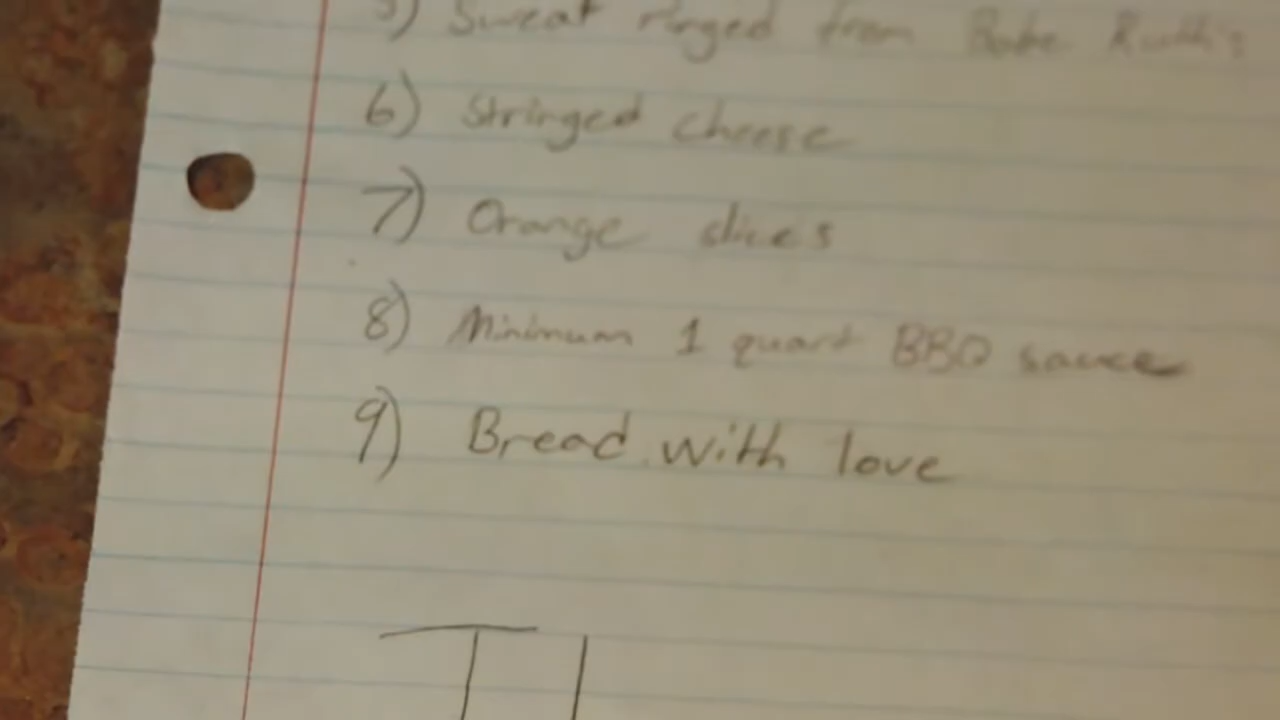 5) Sweat ringed from Babe Ruth's
6) Stringed cheese
7) Orange slices
8) Minimum 1 quart BBQ sauce
9) Bread with love